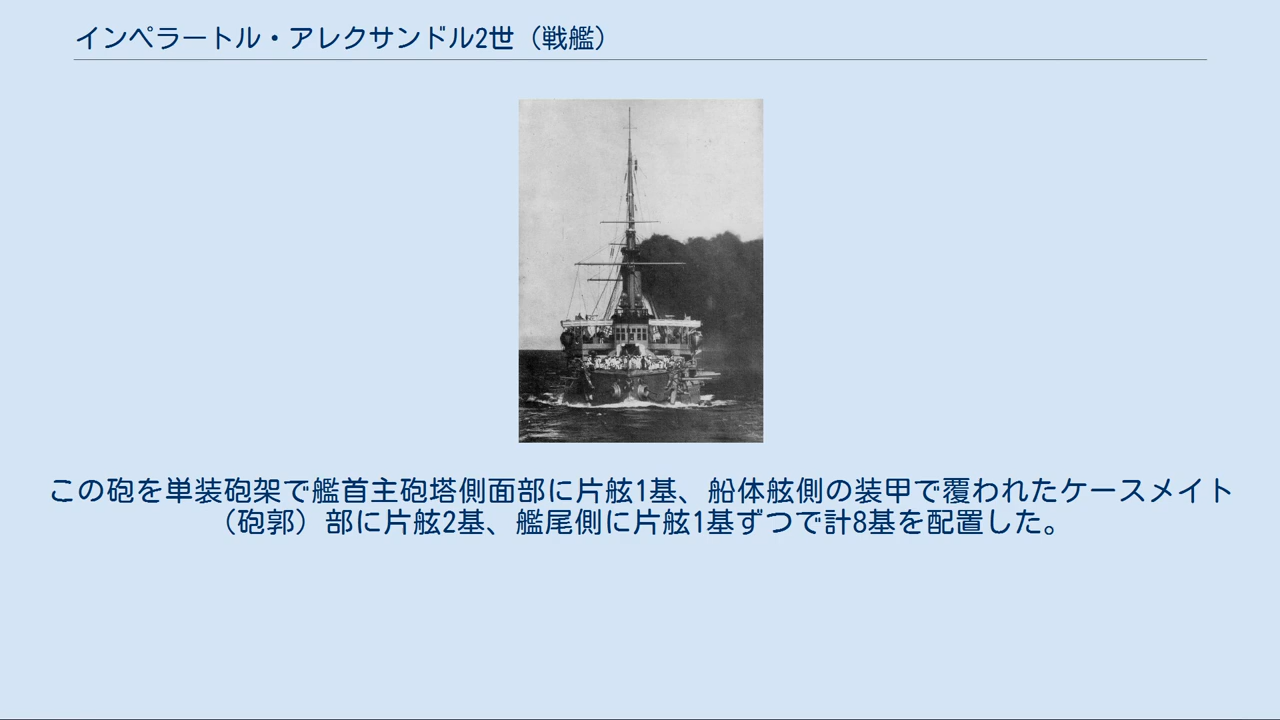 インペラートル・アレクサンドル2世（戦艦）
この砲を単装砲架で艦首主砲塔側面部に片舷1基、船体舷側の装甲で覆われたケースメイト
（砲郭）部に片舷2基、艦尾側に片舷1基ずつで計8基を配置した。